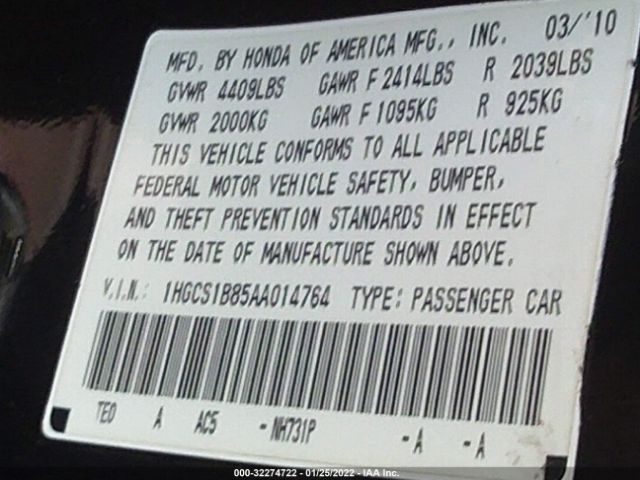 MFD. BY HONDA OF AMERICA MFG., INC. 03/'10
GVWR 4409LBS GAWR F 2414LBS R 2039LBS
GVWR 2000KG GAWR F 1095KG R 925KG
THIS VEHICLE CONFORMS TO ALL APPLICABLE
FEDERAL MOTOR VEHICLE SAFETY, BUMPER,
AND THEFT PREVENTION STANDARDS IN EFFECT
ON THE DATE OF MANUFACTURE SHOWN ABOVE.
V.I.N.: 1HGCS1B85AA014764 TYPE: PASSENGER CAR
TE0 A AC5 -NH731P -A -A
000-32274722 - 01/25/2022 - IAA Inc.